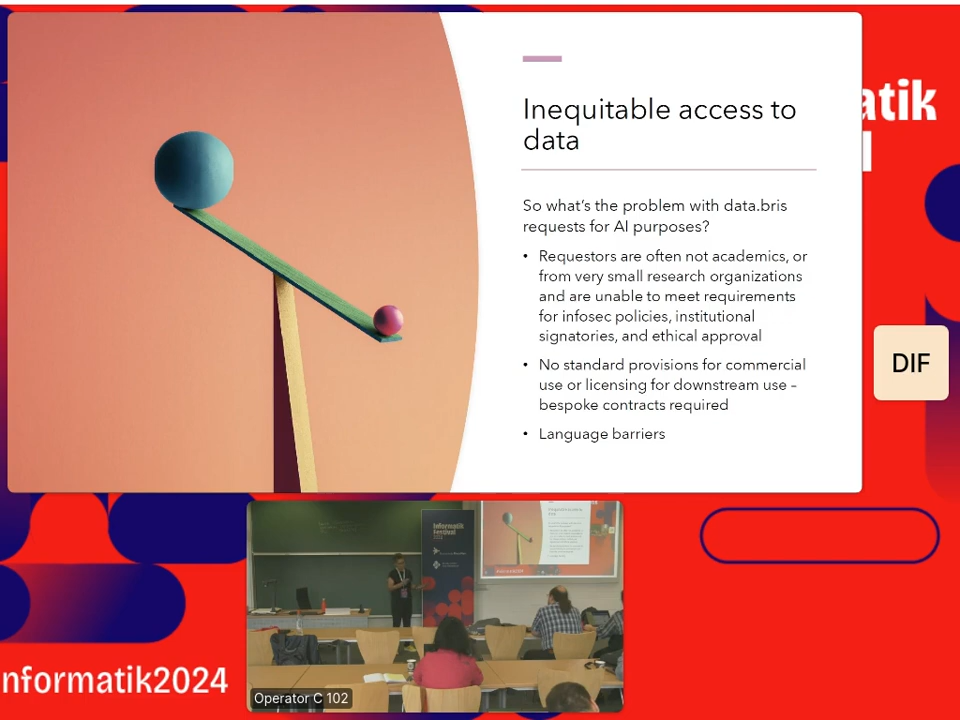 Inequitable access to
data
So what's the problem with data.bris
requests for AI purposes?
• Requestors are often not academics, or
from very small research organizations
and are unable to meet requirements
for infosec policies, institutional
signatories, and ethical approval
• No standard provisions for commercial
use or licensing for downstream use –
bespoke contracts required
• Language barriers
atik
DIF
Informatik
Festival
Operator C 102
nformatik2024